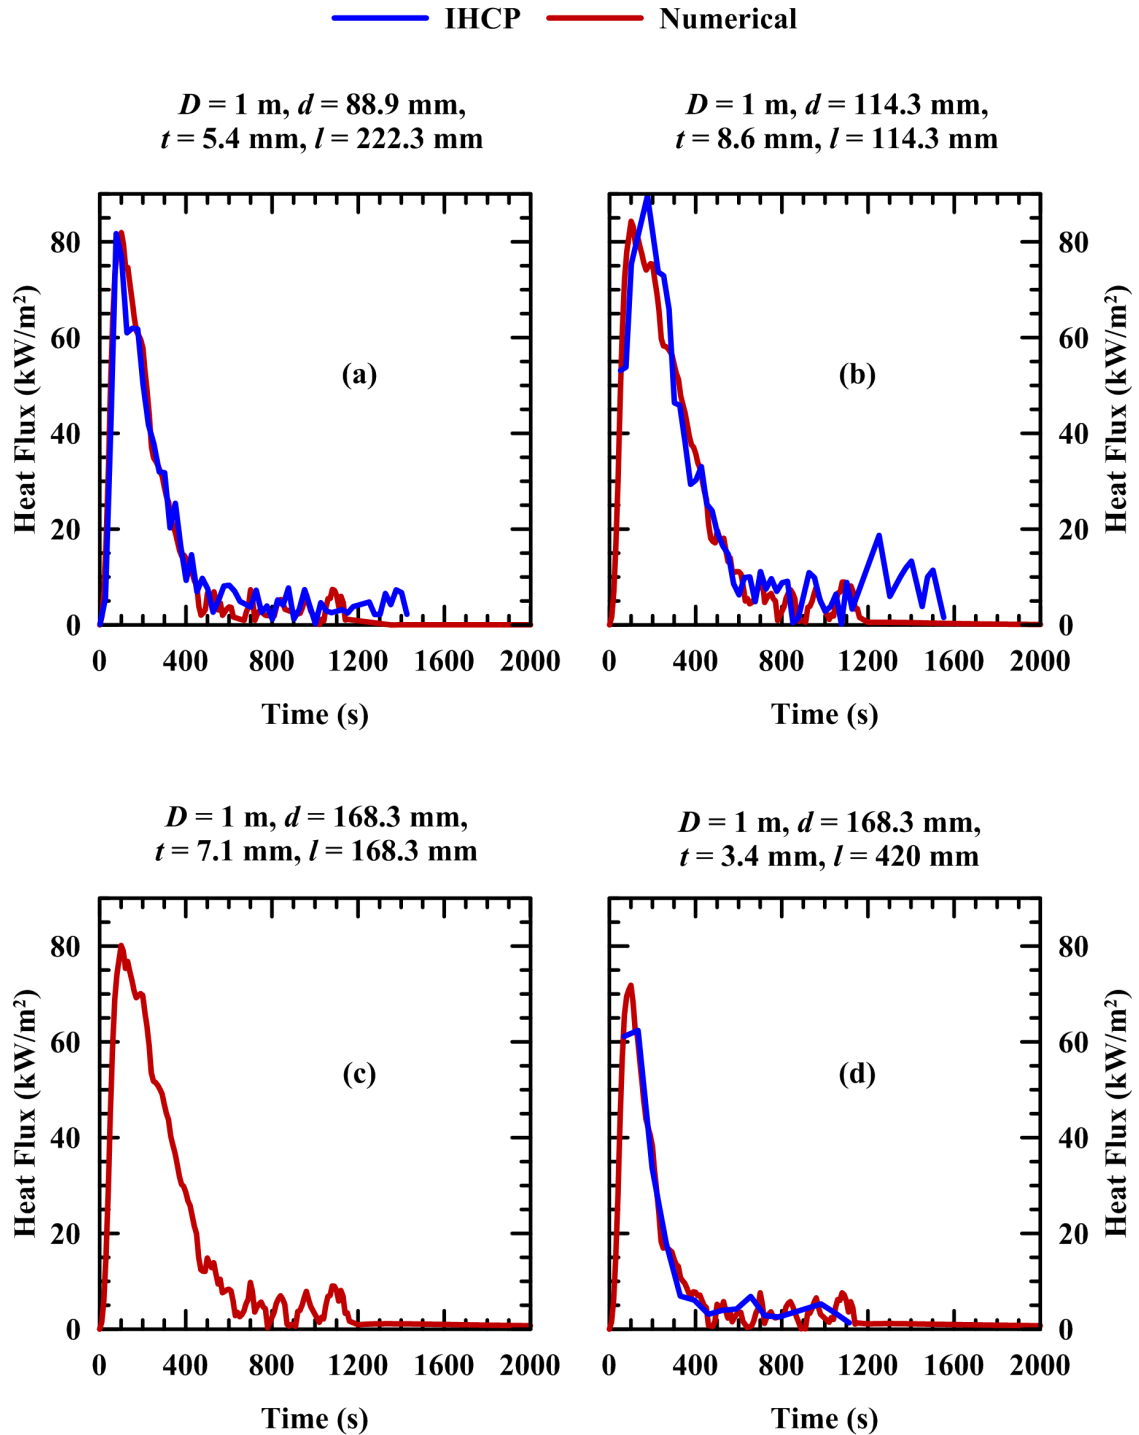 IHCP Numerical
D = 1 m, d = 88.9 mm,
t = 5.4 mm, l = 222.3 mm
D = 1 m, d = 114.3 mm,
t = 8.6 mm, l = 114.3 mm
80
60
40
20
0
0 400 800 1200 1600 2000
Heat Flux (kW/m²)
Time (s)
(a)
80
60
40
20
0
0 400 800 1200 1600 2000
Heat Flux (kW/m²)
Time (s)
(b)
D = 1 m, d = 168.3 mm,
t = 7.1 mm, l = 168.3 mm
D = 1 m, d = 168.3 mm,
t = 3.4 mm, l = 420 mm
80
60
40
20
0
0 400 800 1200 1600 2000
Heat Flux (kW/m²)
Time (s)
(c)
80
60
40
20
0
0 400 800 1200 1600 2000
Heat Flux (kW/m²)
Time (s)
(d)